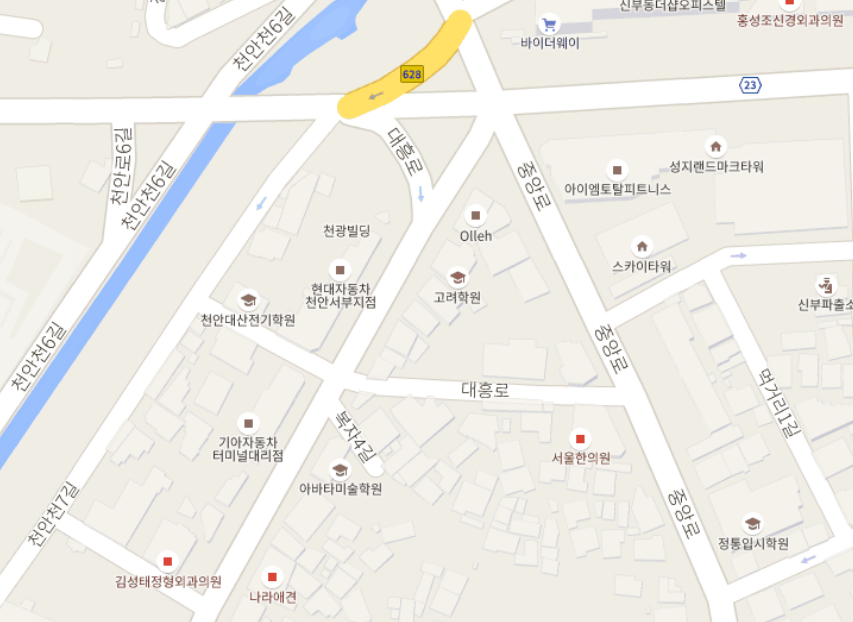 신부동더샵오피스텔
홍성조신경외과의원
천안천6길
바이더웨이
628
23
천안로6길
천안천6길
대흥로
중앙로
성지랜드마크타워
아이엠토탈피트니스
Olleh
천광빌딩
스카이타워
고려학원
현대자동차
천안서부지점
신부파출소
천안대산전기학원
천안천6길
중앙로
대흥로
먹거리1길
복자4길
기아자동차
터미널대리점
서울한의원
아바타미술학원
천안천7길
중앙로
정통입시학원
김성태정형외과의원
나라애견